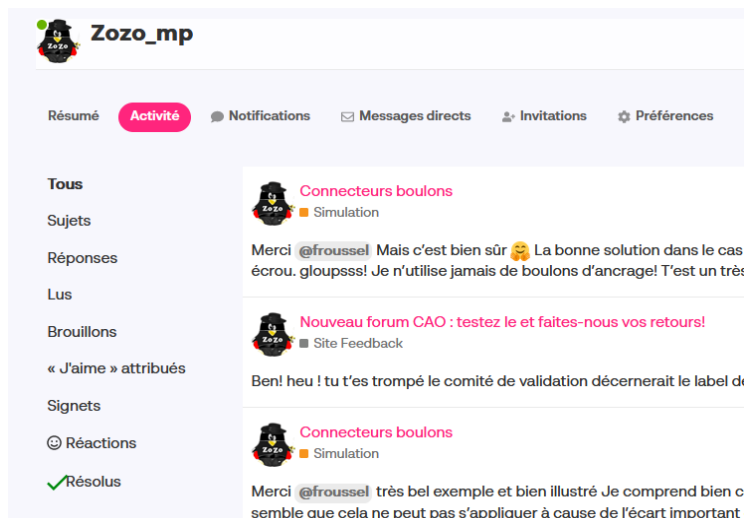 Zozo_mp
Résumé Activité Notifications Messages directs Invitations Préférences
Tous
Sujets
Réponses
Lus
Brouillons
« J'aime » attribués
Signets
Réactions
Résolus
Connecteurs boulons
Simulation
Merci @froussel Mais c'est bien sûr 🤗 La bonne solution dans le cas
écrou. gloupsss! Je n'utilise jamais de boulons d'ancrage! T'est un
Nouveau forum CAO : testez le et faites-nous vos retours!
Site Feedback
Ben! heu ! tu t'es trompé le comité de validation décernerait le label
Connecteurs boulons
Simulation
Merci @froussel très bel exemple et bien illustré Je comprend bien
semble que cela ne peut pas s'appliquer à cause de l'écart important